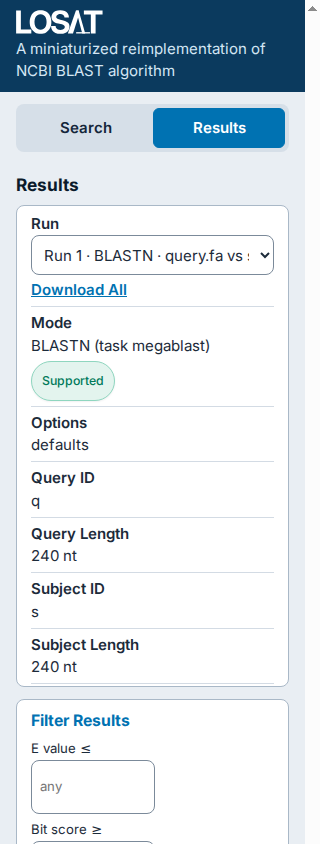 LOSAT
A miniaturized reimplementation of
NCBI BLAST algorithm
Search
Results
Results
Run
Run 1 · BLASTN · query.fa vs
Download All
Mode
BLASTN (task megablast)
Supported
Options
defaults
Query ID
q
Query Length
240 nt
Subject ID
s
Subject Length
240 nt
Filter Results
E value ≤
any
Bit score ≥